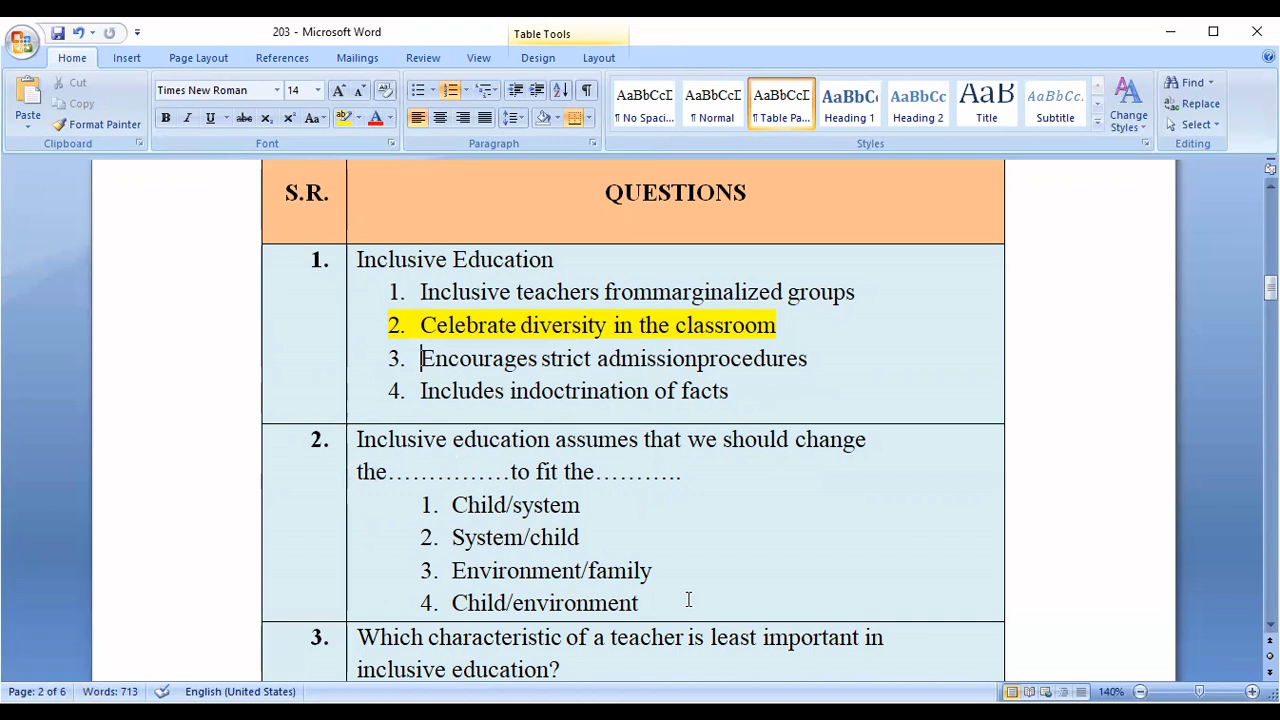 203 - Microsoft Word
Table Tools
Home Insert Page Layout References Mailings Review View Design Layout
Paste
Cut
Copy
Format Painter
Clipboard
Times New Roman 14
B I U abc x₂ x² Aa
Font
Paragraph
AaBbCcI AaBbCcI AaBbCcI AaBbC AaBbCc AaB AaBbCc.
¶ No Spaci... ¶ Normal ¶ Table Pa... Heading 1 Heading 2 Title Subtitle
Change Styles
Styles
Find
Replace
Select
Editing
S.R. QUESTIONS
1. Inclusive Education
1. Inclusive teachers frommarginalized groups
2. Celebrate diversity in the classroom
3. Encourages strict admissionprocedures
4. Includes indoctrination of facts
2. Inclusive education assumes that we should change
the……………to fit the………..
1. Child/system
2. System/child
3. Environment/family
4. Child/environment
3. Which characteristic of a teacher is least important in
inclusive education?
Page: 2 of 6 Words: 713 English (United States) 140%